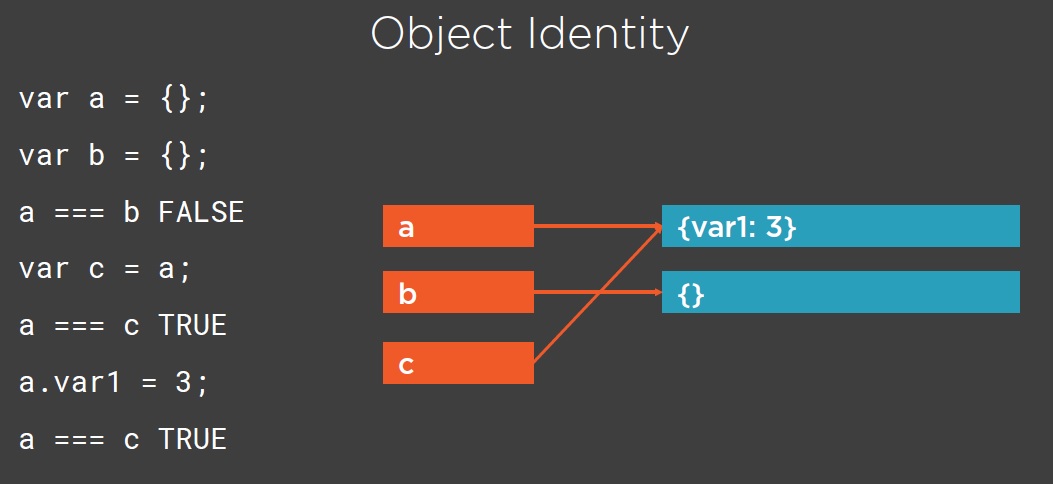 Object Identity
var a = {};
var b = {};
a === b FALSE
var c = a;
a === c TRUE
a.var1 = 3;
a === c TRUE
a
{var1: 3}
b
{}
c